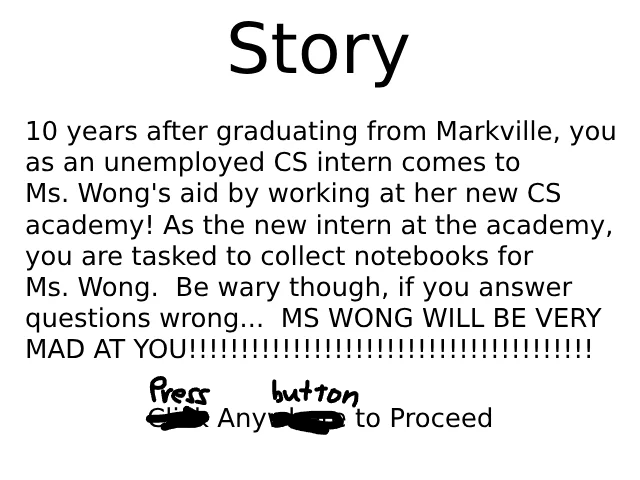 Story
10 years after graduating from Markville, you
as an unemployed CS intern comes to
Ms. Wong's aid by working at her new CS
academy! As the new intern at the academy,
you are tasked to collect notebooks for
Ms. Wong.  Be wary though, if you answer
questions wrong...  MS WONG WILL BE VERY
MAD AT YOU!!!!!!!!!!!!!!!!!!!!!!!!!!!!!!!!!!!!!!!
Press button
Click Anywhere to Proceed